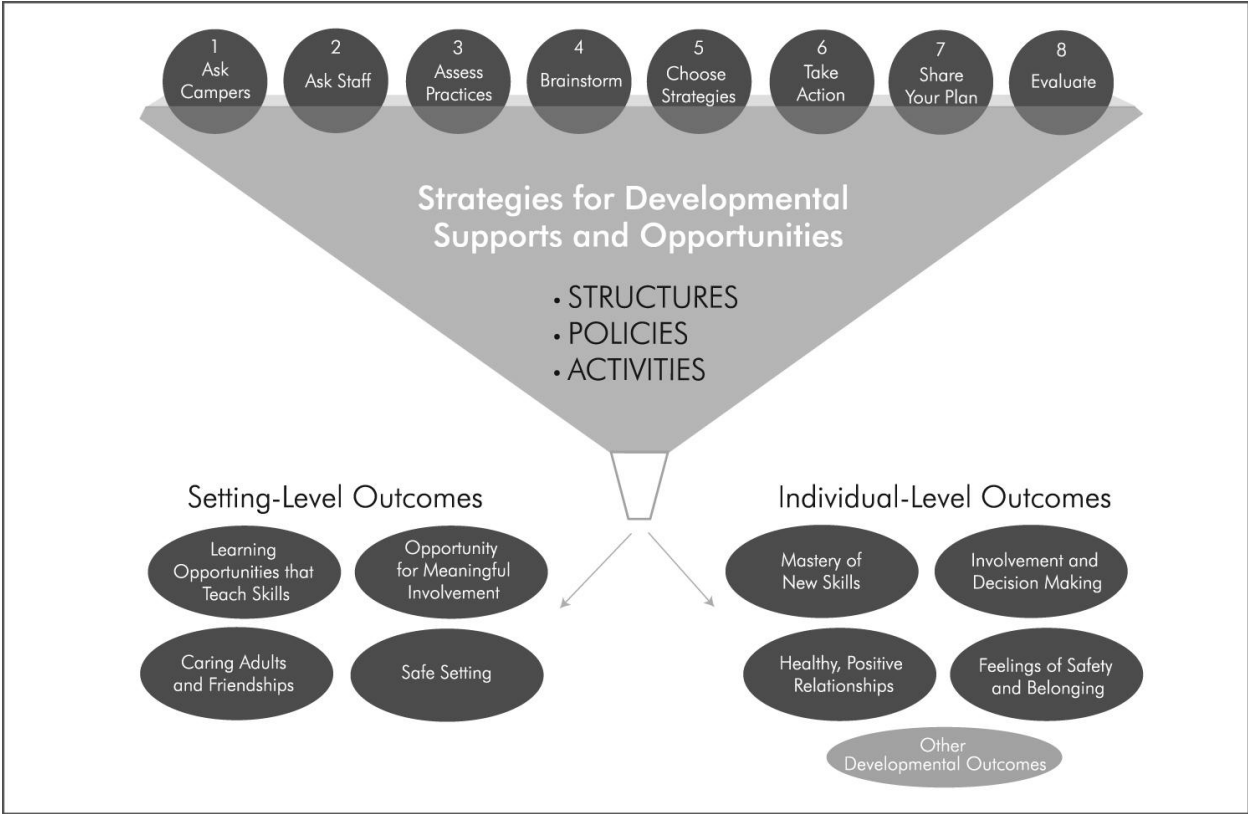 1
Ask
Campers
2
Ask Staff
3
Assess
Practices
4
Brainstorm
5
Choose
Strategies
6
Take
Action
7
Share
Your Plan
8
Evaluate
Strategies for Developmental
Supports and Opportunities
• STRUCTURES
• POLICIES
• ACTIVITIES
Setting-Level Outcomes
Learning
Opportunities that
Teach Skills
Opportunity
for Meaningful
Involvement
Caring Adults
and Friendships
Safe Setting
Individual-Level Outcomes
Mastery of
New Skills
Involvement and
Decision Making
Healthy, Positive
Relationships
Feelings of Safety
and Belonging
Other
Developmental Outcomes